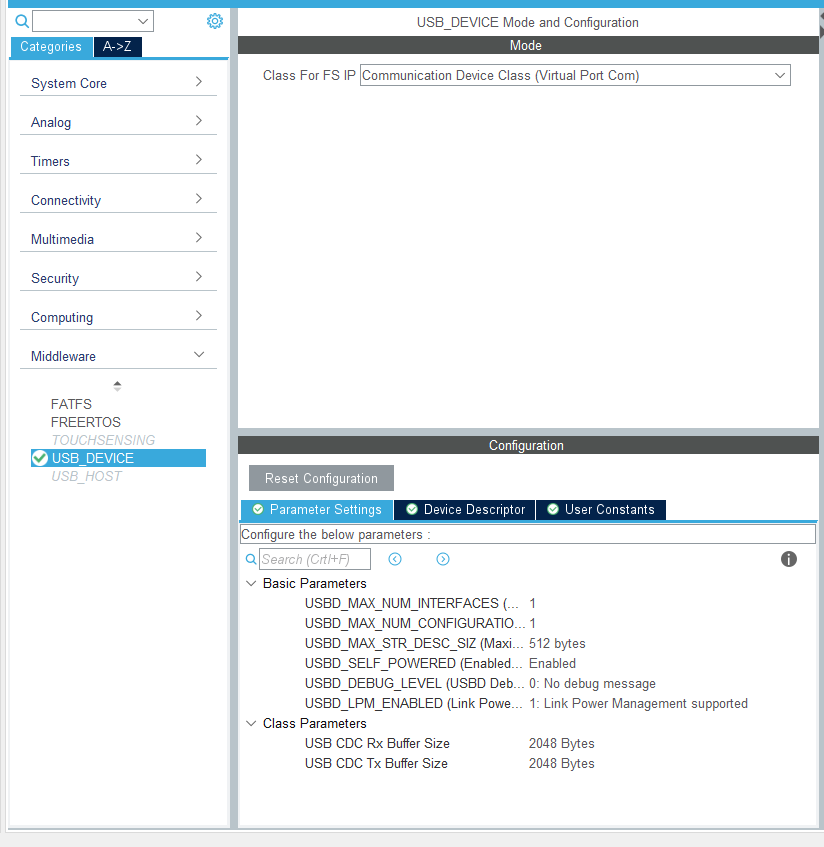 USB_DEVICE Mode and Configuration
Categories A->Z
System Core
Analog
Timers
Connectivity
Multimedia
Security
Computing
Middleware
FATFS
FREERTOS
TOUCHSENSING
USB_DEVICE
USB_HOST
Mode
Class For FS IP Communication Device Class (Virtual Port Com)
Configuration
Reset Configuration
Parameter Settings Device Descriptor User Constants
Configure the below parameters :
Search (Crtl+F)
Basic Parameters
USBD_MAX_NUM_INTERFACES (... 1
USBD_MAX_NUM_CONFIGURATIO... 1
USBD_MAX_STR_DESC_SIZ (Maxi... 512 bytes
USBD_SELF_POWERED (Enabled... Enabled
USBD_DEBUG_LEVEL (USBD Deb... 0: No debug message
USBD_LPM_ENABLED (Link Powe... 1: Link Power Management supported
Class Parameters
USB CDC Rx Buffer Size 2048 Bytes
USB CDC Tx Buffer Size 2048 Bytes